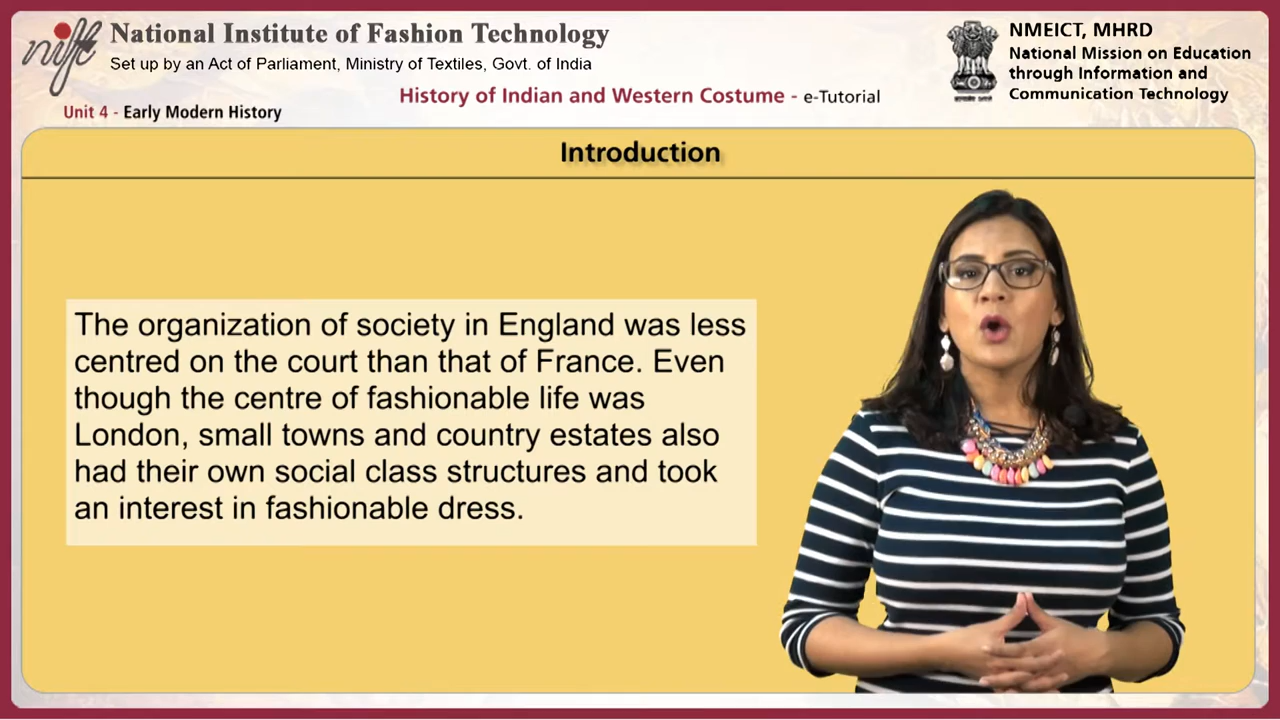 nift
National Institute of Fashion Technology
Set up by an Act of Parliament, Ministry of Textiles, Govt. of India
NMEICT, MHRD
National Mission on Education
through Information and
Communication Technology
History of Indian and Western Costume - e-Tutorial
Unit 4 - Early Modern History
Introduction
The organization of society in England was less
centred on the court than that of France. Even
though the centre of fashionable life was
London, small towns and country estates also
had their own social class structures and took
an interest in fashionable dress.